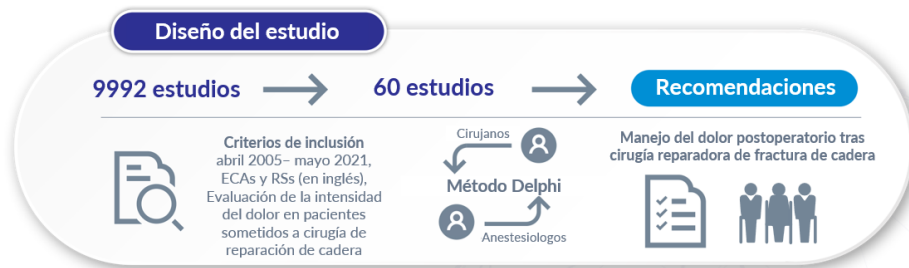 Diseño del estudio
9992 estudios
60 estudios
Recomendaciones
Criterios de inclusión
abril 2005– mayo 2021,
ECAs y RSs (en inglés),
Evaluación de la intensidad
del dolor en pacientes
sometidos a cirugía de
reparación de cadera
Cirujanos
Método Delphi
Anestesiologos
Manejo del dolor postoperatorio tras
cirugía reparadora de fractura de cadera